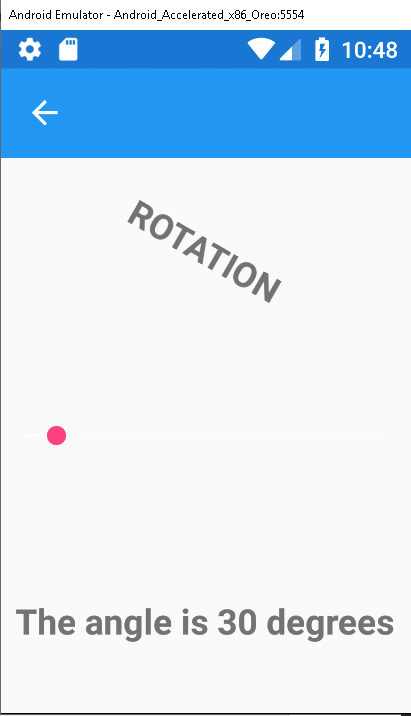 Android Emulator - Android_Accelerated_x86_Oreo:5554
10:48
ROTATION
The angle is 30 degrees